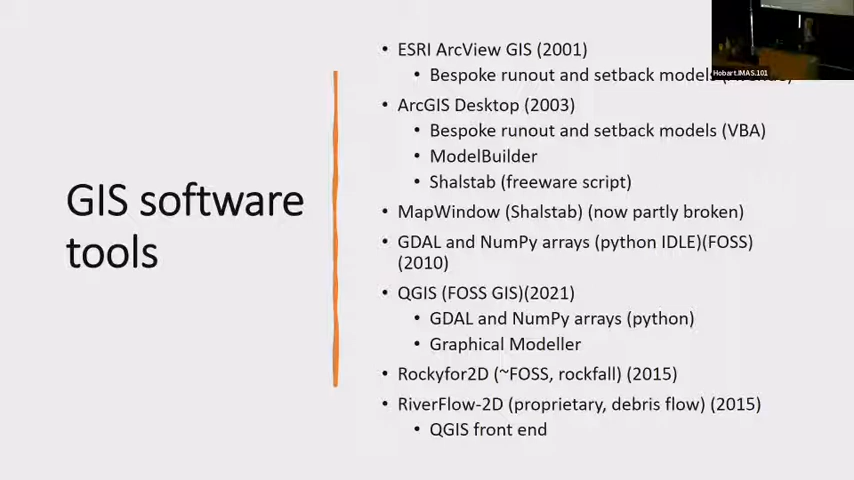 GIS software
tools
• ESRI ArcView GIS (2001)
• Bespoke runout and setback models
• ArcGIS Desktop (2003)
• Bespoke runout and setback models (VBA)
• ModelBuilder
• Shalstab (freeware script)
• MapWindow (Shalstab) (now partly broken)
• GDAL and NumPy arrays (python IDLE)(FOSS)
(2010)
• QGIS (FOSS GIS)(2021)
• GDAL and NumPy arrays (python)
• Graphical Modeller
• Rockyfor2D (~FOSS, rockfall) (2015)
• RiverFlow-2D (proprietary, debris flow) (2015)
• QGIS front end
Hobart.IMAS.101